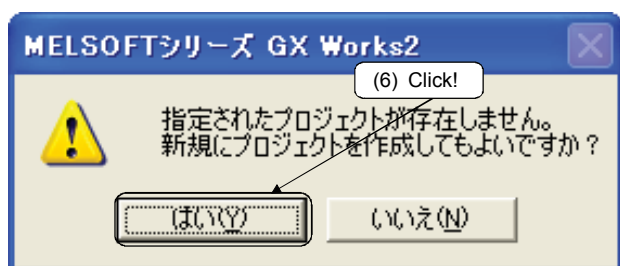 MELSOFTシリーズ GX Works2
(6) Click!
指定されたプロジェクトが存在しません。
新規にプロジェクトを作成してもよいですか？
はい(Y)
いいえ(N)